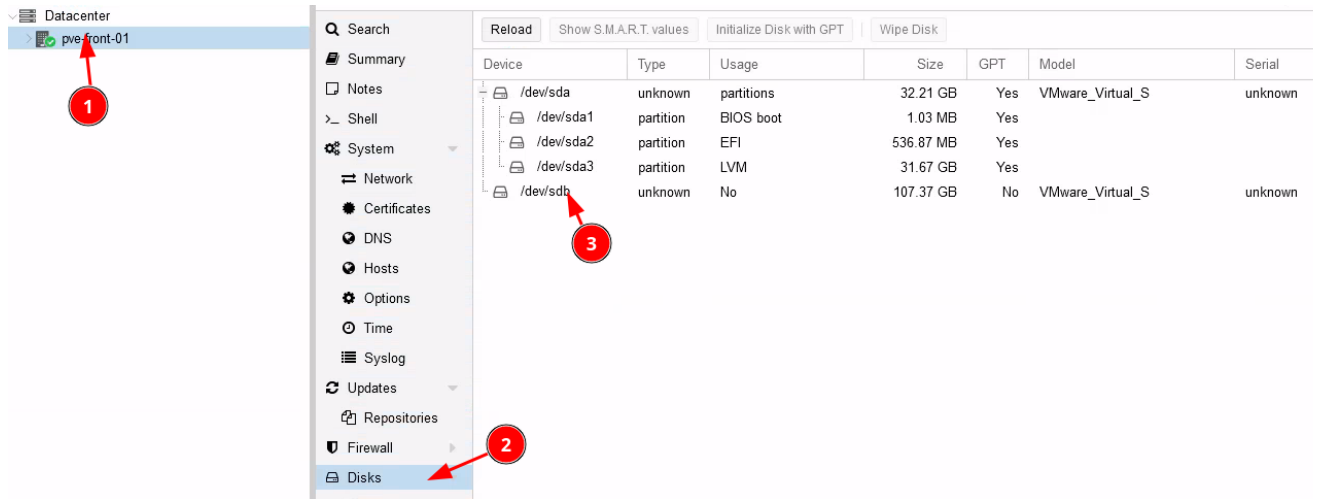 Datacenter
pve-front-01
1
Search
Summary
Notes
>_ Shell
System
Network
Certificates
DNS
Hosts
Options
Time
Syslog
Updates
Repositories
Firewall
Disks
2
Reload Show S.M.A.R.T. values Initialize Disk with GPT Wipe Disk
Device Type Usage Size GPT Model Serial
/dev/sda unknown partitions 32.21 GB Yes VMware_Virtual_S unknown
/dev/sda1 partition BIOS boot 1.03 MB Yes
/dev/sda2 partition EFI 536.87 MB Yes
/dev/sda3 partition LVM 31.67 GB Yes
/dev/sdb unknown No 107.37 GB No VMware_Virtual_S unknown
3